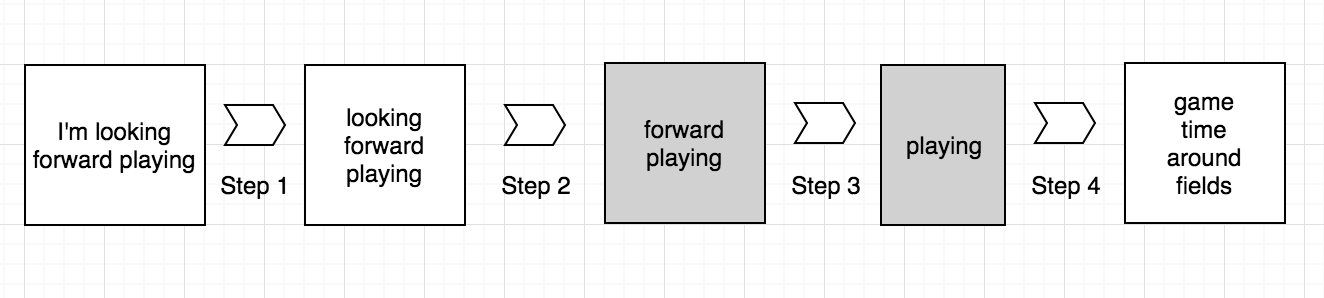 I'm looking
forward playing
Step 1
looking
forward
playing
Step 2
forward
playing
Step 3
playing
Step 4
game
time
around
fields